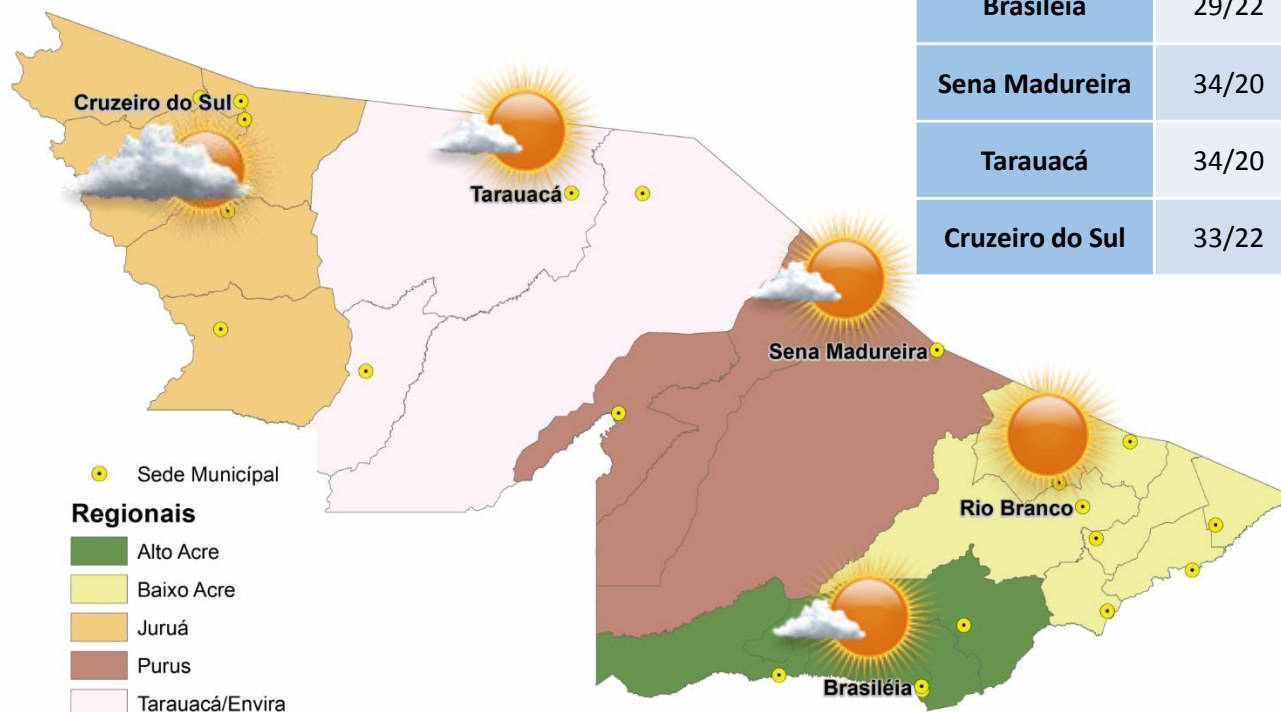 Brasiléia 29/22
Sena Madureira 34/20
Tarauacá 34/20
Cruzeiro do Sul 33/22
Cruzeiro do Sul
Tarauacá
Sena Madureira
Rio Branco
Brasiléia
Sede Municípal
Regionais
Alto Acre
Baixo Acre
Juruá
Purus
Tarauacá/Envira